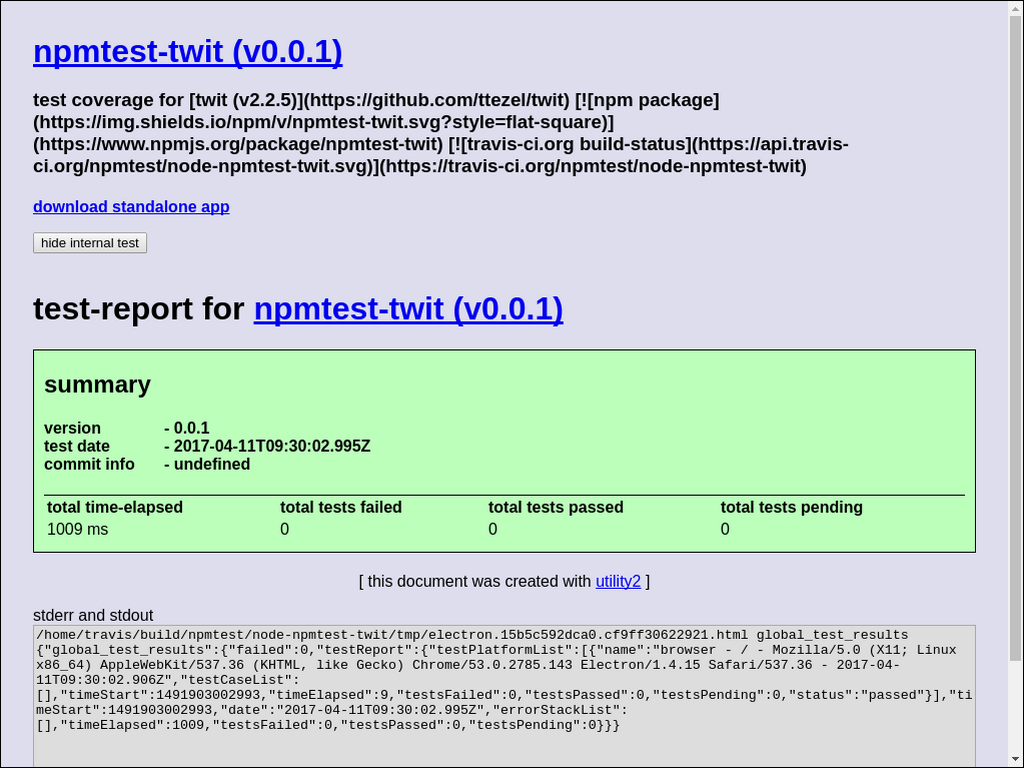 npmtest-twit (v0.0.1)
test coverage for [twit (v2.2.5)](https://github.com/ttezel/twit) [![npm package]
(https://img.shields.io/npm/v/npmtest-twit.svg?style=flat-square)]
(https://www.npmjs.org/package/npmtest-twit) [![travis-ci.org build-status](https://api.travis-
ci.org/npmtest/node-npmtest-twit.svg)](https://travis-ci.org/npmtest/node-npmtest-twit)
download standalone app
hide internal test
test-report for npmtest-twit (v0.0.1)
summary
version - 0.0.1
test date - 2017-04-11T09:30:02.995Z
commit info - undefined
total time-elapsed total tests failed total tests passed total tests pending
1009 ms 0 0 0
[ this document was created with utility2 ]
stderr and stdout
/home/travis/build/npmtest/node-npmtest-twit/tmp/electron.15b5c592dca0.cf9ff30622921.html global_test_results
{"global_test_results":{"failed":0,"testReport":{"testPlatformList":[{"name":"browser - / - Mozilla/5.0 (X11; Linux
x86_64) AppleWebKit/537.36 (KHTML, like Gecko) Chrome/53.0.2785.143 Electron/1.4.15 Safari/537.36 - 2017-04-
11T09:30:02.906Z","testCaseList":
[],"timeStart":1491903002993,"timeElapsed":9,"testsFailed":0,"testsPassed":0,"testsPending":0,"status":"passed"}],"ti
meStart":1491903002993,"date":"2017-04-11T09:30:02.995Z","errorStackList":
[],"timeElapsed":1009,"testsFailed":0,"testsPassed":0,"testsPending":0}}}